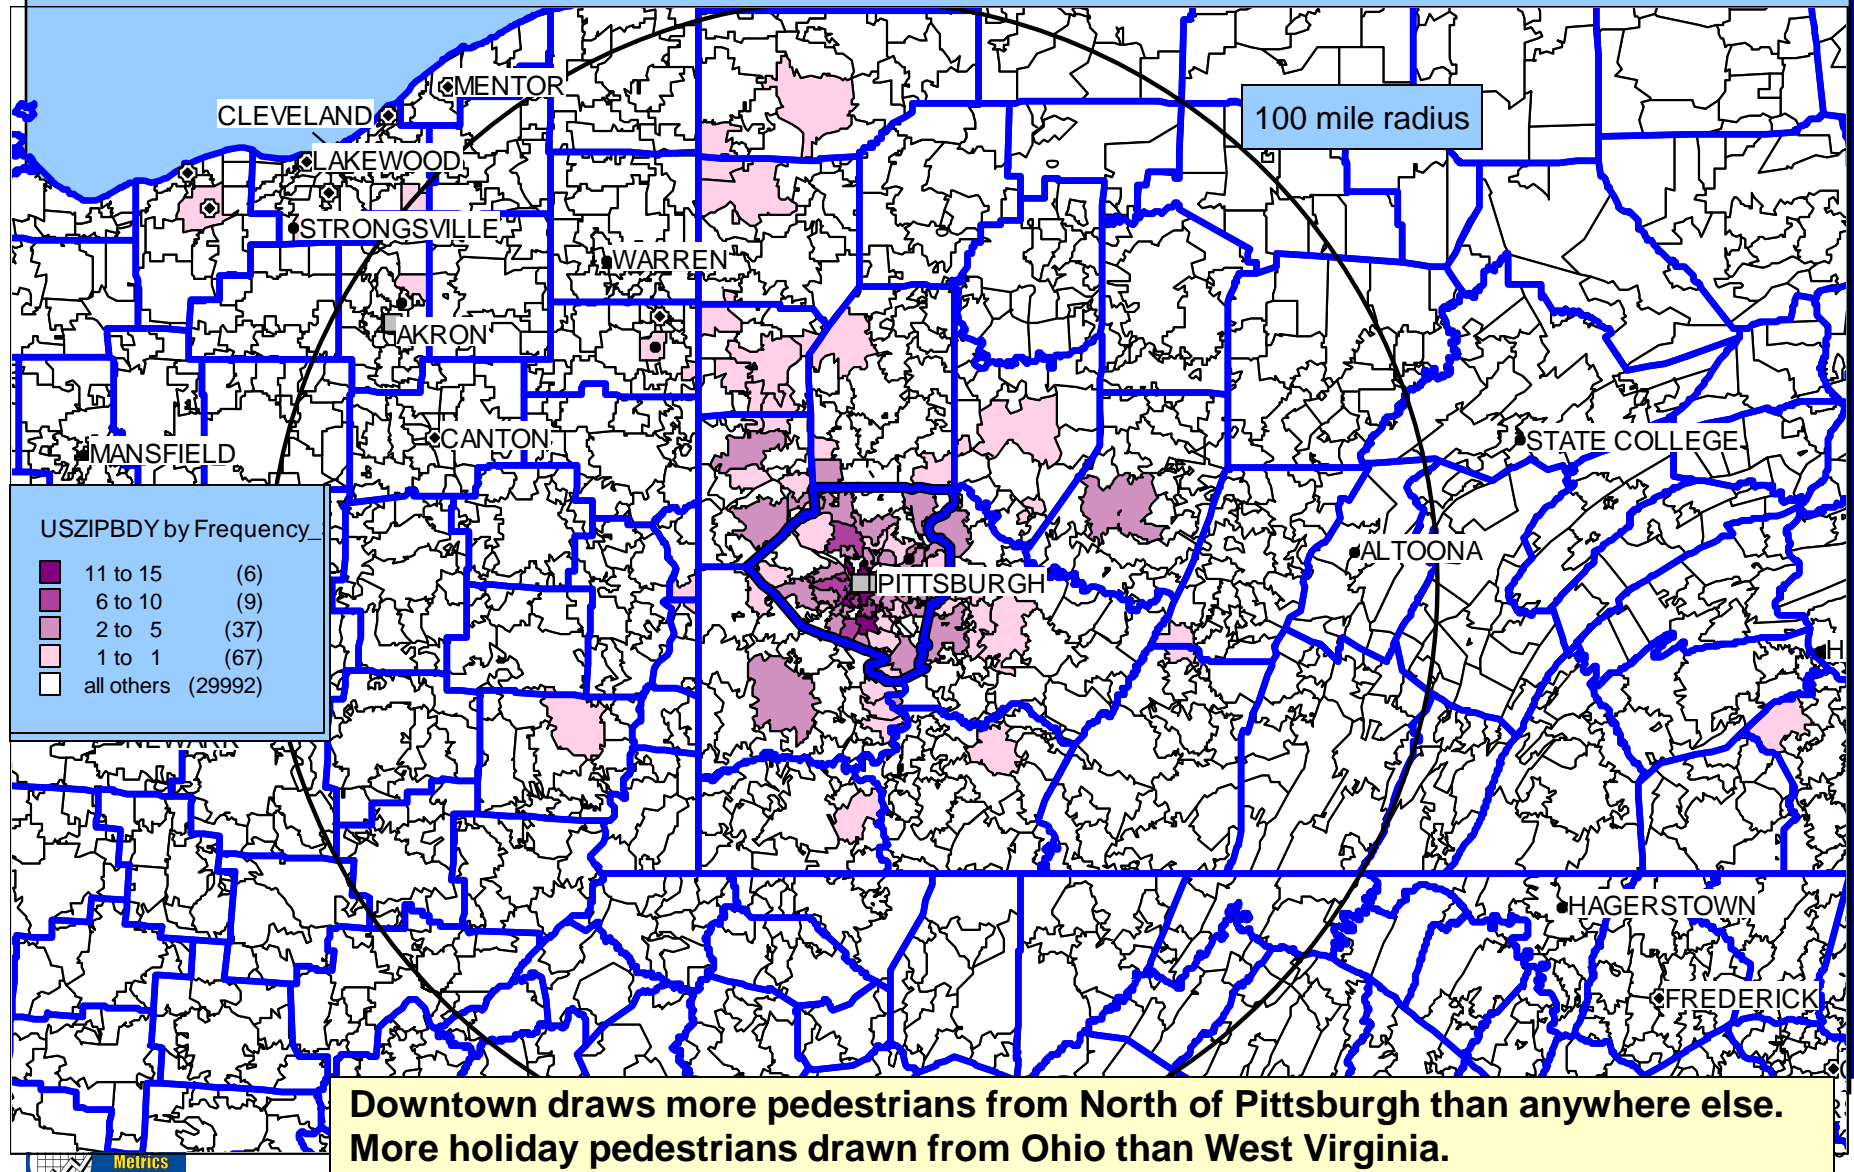 MENTOR
CLEVELAND
100 mile radius
LAKEWOOD
STRONGSVILLE
WARREN
AKRON
CANTON
STATE COLLEGE
MANSFIELD
USZIPBDY by Frequency_
11 to 15 (6)
6 to 10 (9)
2 to 5 (37)
1 to 1 (67)
all others (29992)
ALTOONA
PITTSBURGH
H
NEWARK
HAGERSTOWN
FREDERICK
Downtown draws more pedestrians from North of Pittsburgh than anywhere else.
More holiday pedestrians drawn from Ohio than West Virginia.
Metrics